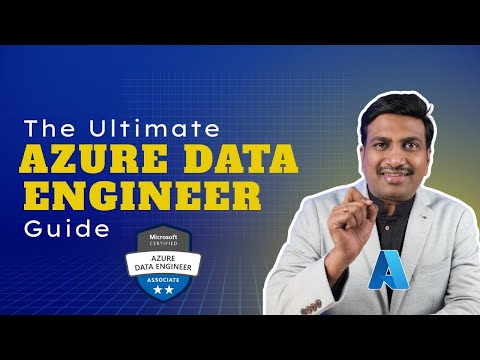 The Ultimate
AZURE DATA
ENGINEER
Guide
Microsoft
CERTIFIED
AZURE
DATA ENGINEER
ASSOCIATE